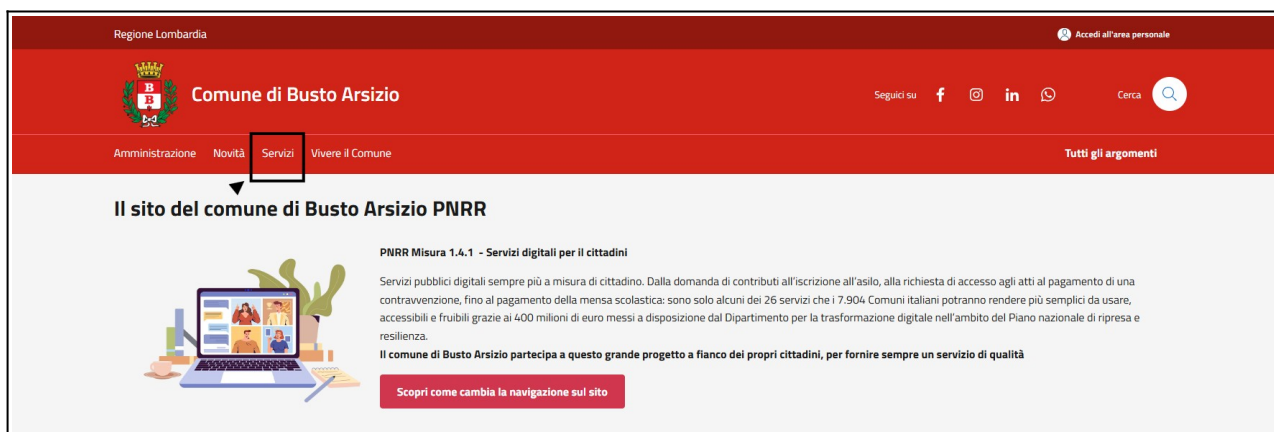 Regione Lombardia
Accedi all'area personale
B
B
Comune di Busto Arsizio
Seguici su
Cerca
Amministrazione Novità Servizi Vivere il Comune
Tutti gli argomenti
Il sito del comune di Busto Arsizio PNRR
PNRR Misura 1.4.1 - Servizi digitali per il cittadini
Servizi pubblici digitali sempre più a misura di cittadino. Dalla domanda di contributi all'iscrizione all'asilo, alla richiesta di accesso agli atti al pagamento di una
contravvenzione, fino al pagamento della mensa scolastica: sono solo alcuni dei 26 servizi che i 7.904 Comuni italiani potranno rendere più semplici da usare,
accessibili e fruibili grazie ai 400 milioni di euro messi a disposizione dal Dipartimento per la trasformazione digitale nell'ambito del Piano nazionale di ripresa e
resilienza.
Il comune di Busto Arsizio partecipa a questo grande progetto a fianco dei propri cittadini, per fornire sempre un servizio di qualità
Scopri come cambia la navigazione sul sito